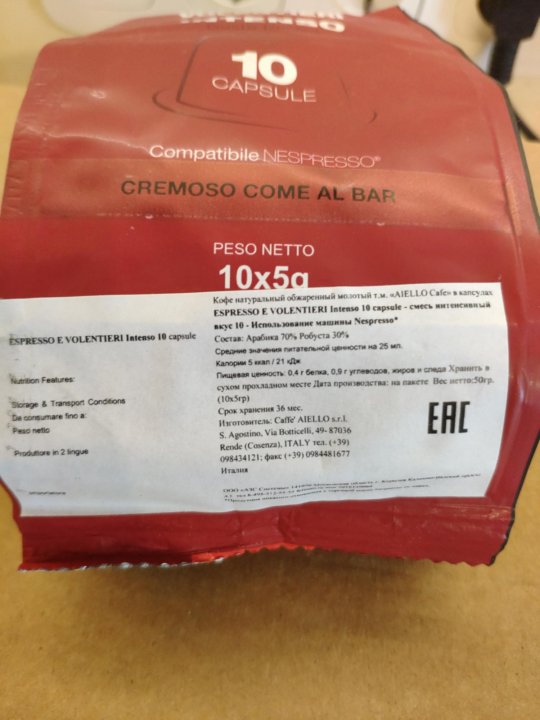 INTENSO
10
CAPSULE
Compatibile NESPRESSO®
CREMOSO COME AL BAR
PESO NETTO
10x5g
Кофе натуральный обжаренный молотый т.м. «AIELLO Cafe» в капсулах
ESPRESSO E VOLENTIERI Intenso 10 capsule - смесь интенсивный
вкус 10 - Использование машины Nespresso*
Состав: Арабика 70% Робуста 30%
Средние значения питательной ценности на 25 мл.
Калории 5 ккал / 21 кДж
Пищевая ценность: 0,4 г белка, 0,9 г углеводов, жиров и следа Хранить в
сухом прохладном месте Дата производства: на пакете Вес нетто:50гр.
(10х5гр)
Срок хранения 36 мес.
Изготовитель: Caffe' AIELLO s.r.l.
S. Agostino, Via Botticelli, 49- 87036
Rende (Cosenza), ITALY тел. (+39)
098434121; факс (+39) 0984481677
Италия
EAC
ESPRESSO E VOLENTIERI Intenso 10 capsule
Nutrition Features:
Storage & Transport Conditions
Da consumare fino a:
Peso netto
Produttore in 2 lingue